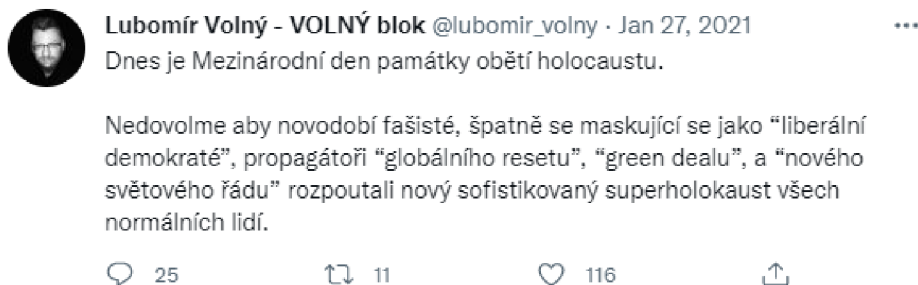 Lubomír Volný - VOLNÝ blok @lubomir_volny · Jan 27, 2021
Dnes je Mezinárodní den památky obětí holocaustu.
Nedovolme aby novodobí fašisté, špatně se maskující se jako “liberální
demokraté”, propagátoři “globálního resetu”, “green dealu”, a “nového
světového řádu” rozpoutali nový sofistikovaný superholokaust všech
normálních lidí.
25 11 116